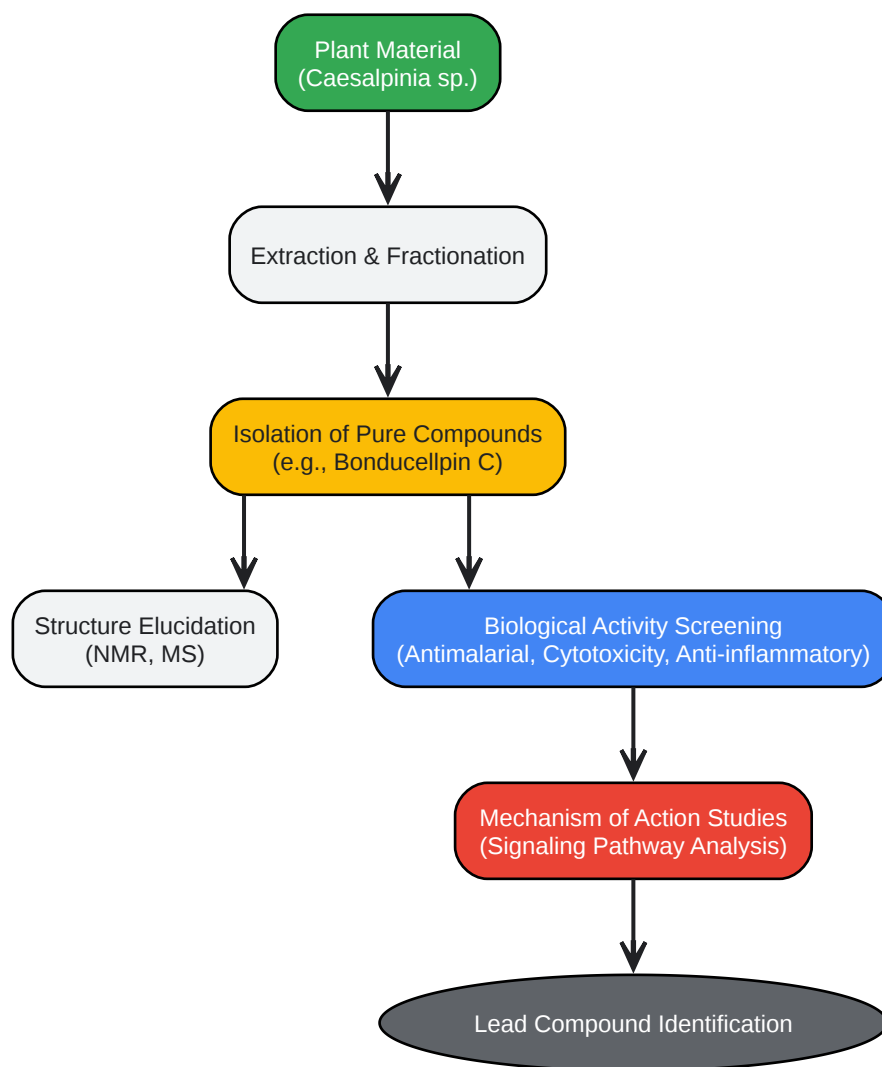 Plant Material
(Caesalpinia sp.)
Extraction & Fractionation
Isolation of Pure Compounds
(e.g., Bonducellpin C)
Structure Elucidation
(NMR, MS)
Biological Activity Screening
(Antimalarial, Cytotoxicity, Anti-inflammatory)
Mechanism of Action Studies
(Signaling Pathway Analysis)
Lead Compound Identification